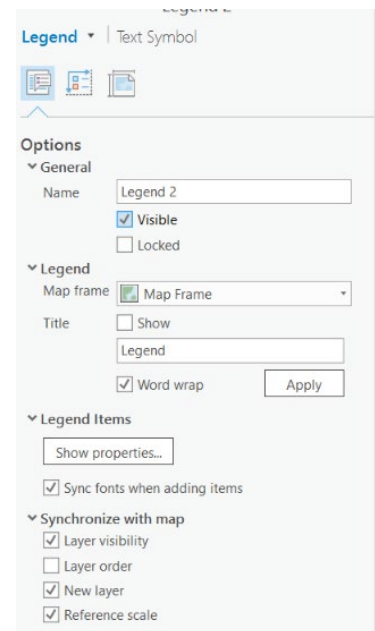 Legend 2
Legend Text Symbol
Options
General
Name Legend 2
Visible
Locked
Legend
Map frame Map Frame
Title Show
Legend
Word wrap Apply
Legend Items
Show properties...
Sync fonts when adding items
Synchronize with map
Layer visibility
Layer order
New layer
Reference scale